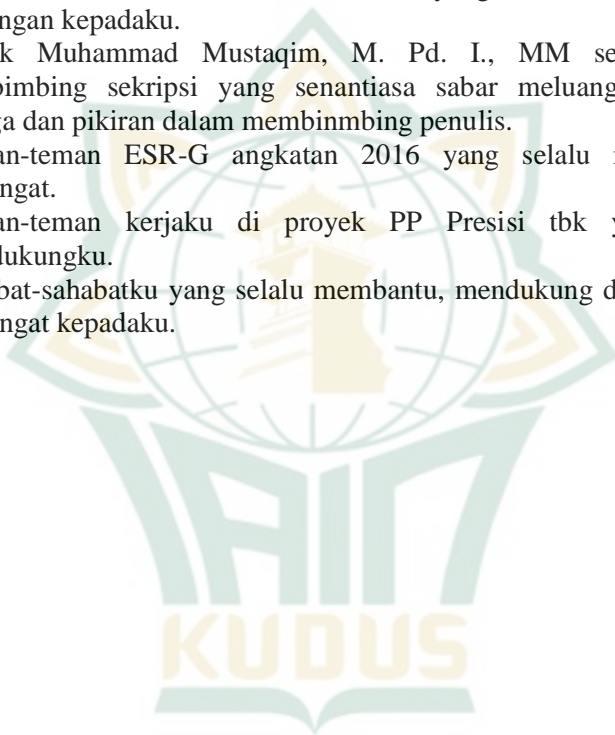 ngan kepadaku.
k Muhammad Mustaqim, M. Pd. I., MM se
bimbing sekripsi yang senantiasa sabar meluang
ga dan pikiran dalam membinmbing penulis.
an-teman ESR-G angkatan 2016 yang selalu
ngat.
an-teman kerjaku di proyek PP Presisi tbk y
dukungku.
bat-sahabatku yang selalu membantu, mendukung d
ngat kepadaku.
IAIN
KUDUS